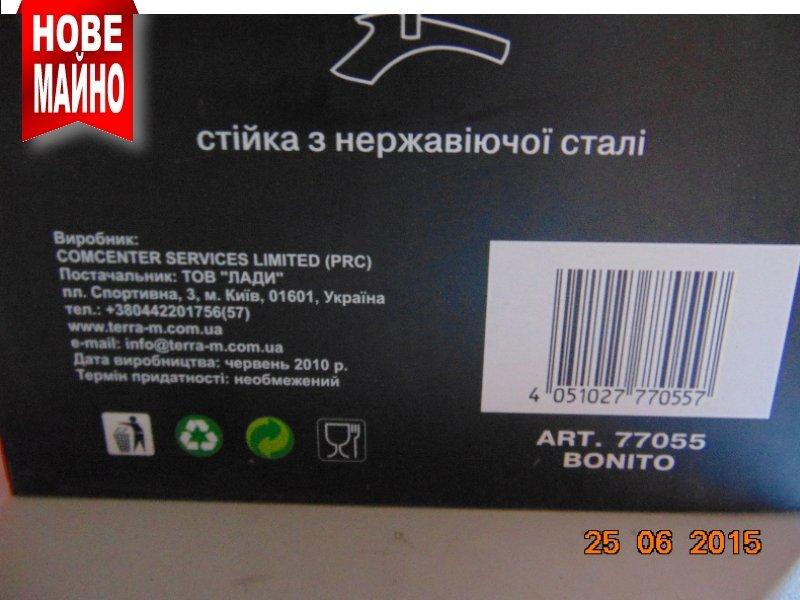 НОВЕ
МАЙНО
стійка з нержавіючої сталі
Виробник:
COMCENTER SERVICES LIMITED (PRC)
Постачальник: ТОВ "ЛАДИ"
пл. Спортивна, 3, м. Київ, 01601, Україна
тел.: +380442201756(57)
www.terra-m.com.ua
e-mail: info@terra-m.com.ua
Дата виробництва: червень 2010 р.
Термін придатності: необмежений
4 051027 770557
ART. 77055
BONITO
25 06 2015